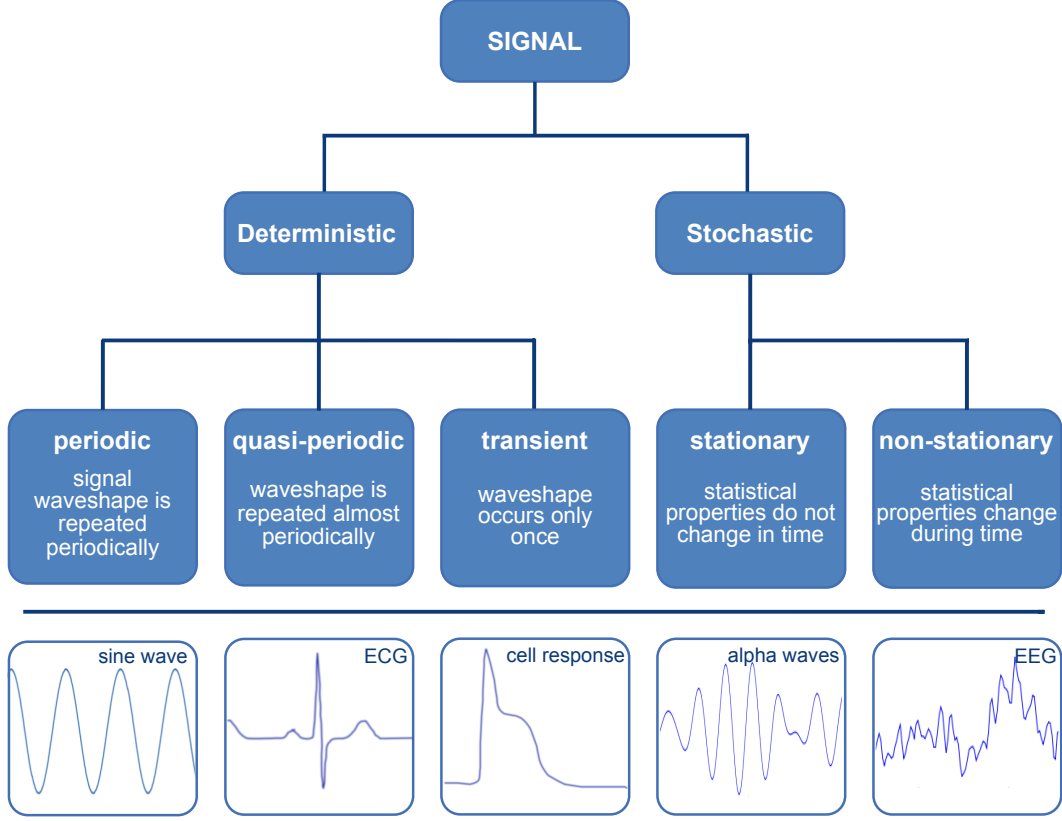 SIGNAL
Deterministic
Stochastic
periodic
signal
waveshape is
repeated
periodically
quasi-periodic
waveshape is
repeated almost
periodically
transient
waveshape
occurs only
once
stationary
statistical
properties do not
change in time
non-stationary
statistical
properties change
during time
sine wave
ECG
cell response
alpha waves
EEG